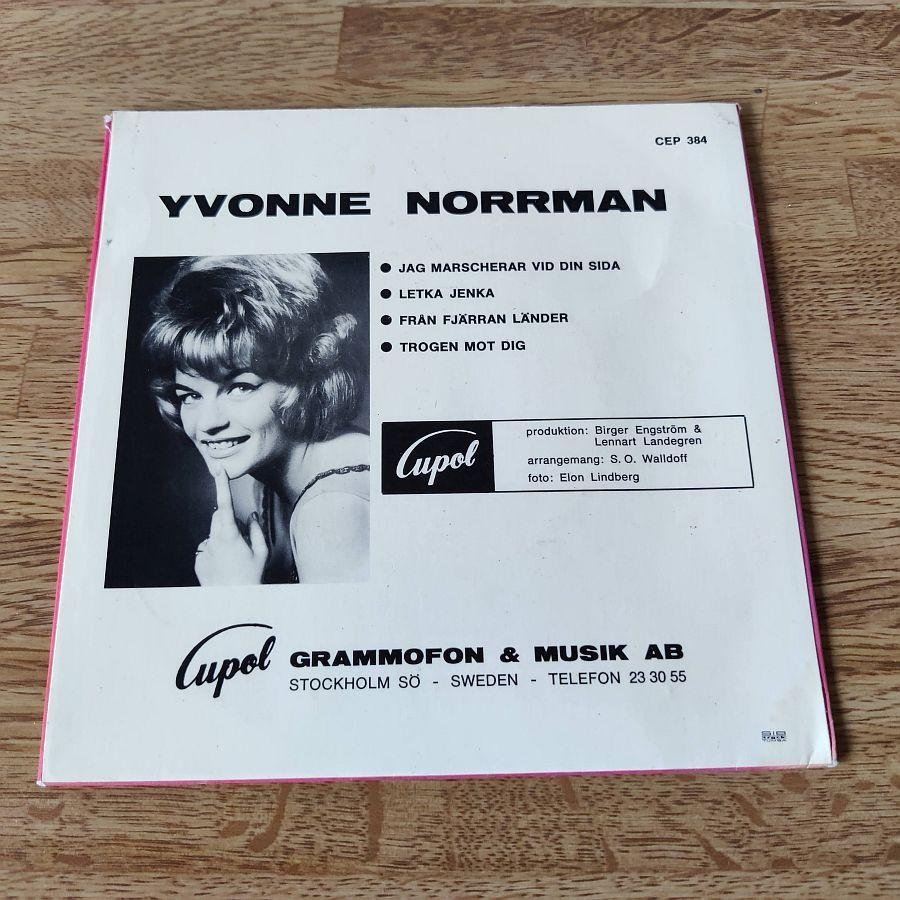 CEP 384
YVONNE NORRMAN
● JAG MARSCHERAR VID DIN SIDA
● LETKA JENKA
● FRÅN FJÄRRAN LÄNDER
● TROGEN MOT DIG
Cupol
produktion: Birger Engström &
Lennart Landegren
arrangemang: S. O. Walldoff
foto: Elon Lindberg
Cupol GRAMMOFON & MUSIK AB
STOCKHOLM SÖ - SWEDEN - TELEFON 23 30 55